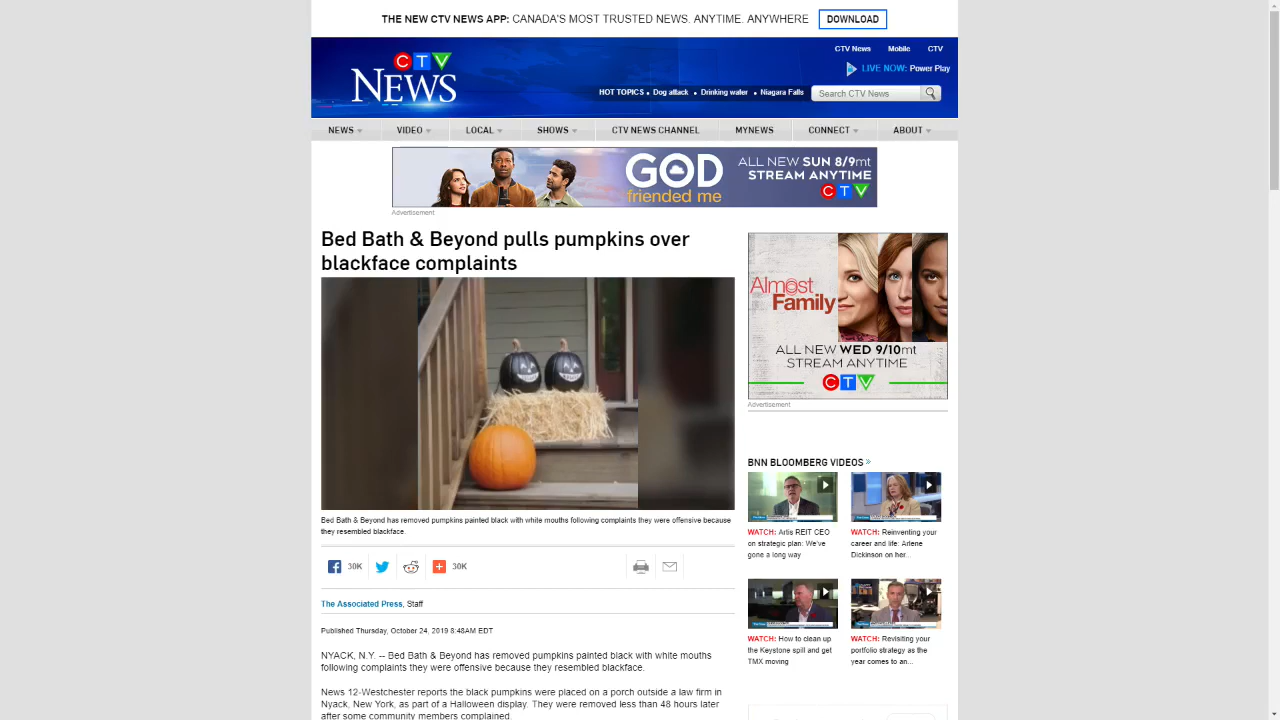 THE NEW CTV NEWS APP: CANADA'S MOST TRUSTED NEWS. ANYTIME. ANYWHERE
DOWNLOAD
CTV News Mobile CTV
CTV
NEWS
LIVE NOW: Power Play
HOT TOPICS Dog attack Drinking water Niagara Falls
Search CTV News
NEWS VIDEO LOCAL SHOWS CTV NEWS CHANNEL MYNEWS CONNECT ABOUT
GOD
friended me
ALL NEW SUN 8/9mt
STREAM ANYTIME
CTV
Advertisement
Bed Bath & Beyond pulls pumpkins over
blackface complaints
Bed Bath & Beyond has removed pumpkins painted black with white mouths following complaints they were offensive because
they resembled blackface.
30K 30K
The Associated Press, Staff
Published Thursday, October 24, 2019 8:48AM EDT
NYACK, N.Y. -- Bed Bath & Beyond has removed pumpkins painted black with white mouths
following complaints they were offensive because they resembled blackface.
News 12-Westchester reports the black pumpkins were placed on a porch outside a law firm in
Nyack, New York, as part of a Halloween display. They were removed less than 48 hours later
after some community members complained.
Almost
Family
ALL NEW WED 9/10mt
STREAM ANYTIME
CTV
Advertisement
BNN BLOOMBERG VIDEOS »
WATCH: Artis REIT CEO
on strategic plan: We've
gone a long way
WATCH: Reinventing your
career and life: Arlene
Dickinson on her...
WATCH: How to clean up
the Keystone spill and get
TMX moving
WATCH: Revisiting your
portfolio strategy as the
year comes to an...